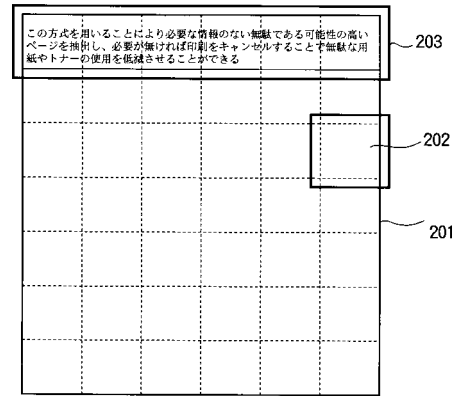 この方式を用いることにより必要な情報のない無駄である可能性の高い
ページを抽出し、必要が無ければ印刷をキャンセルすることで無駄な用
紙やトナーの使用を低減させることができる
203
202
201